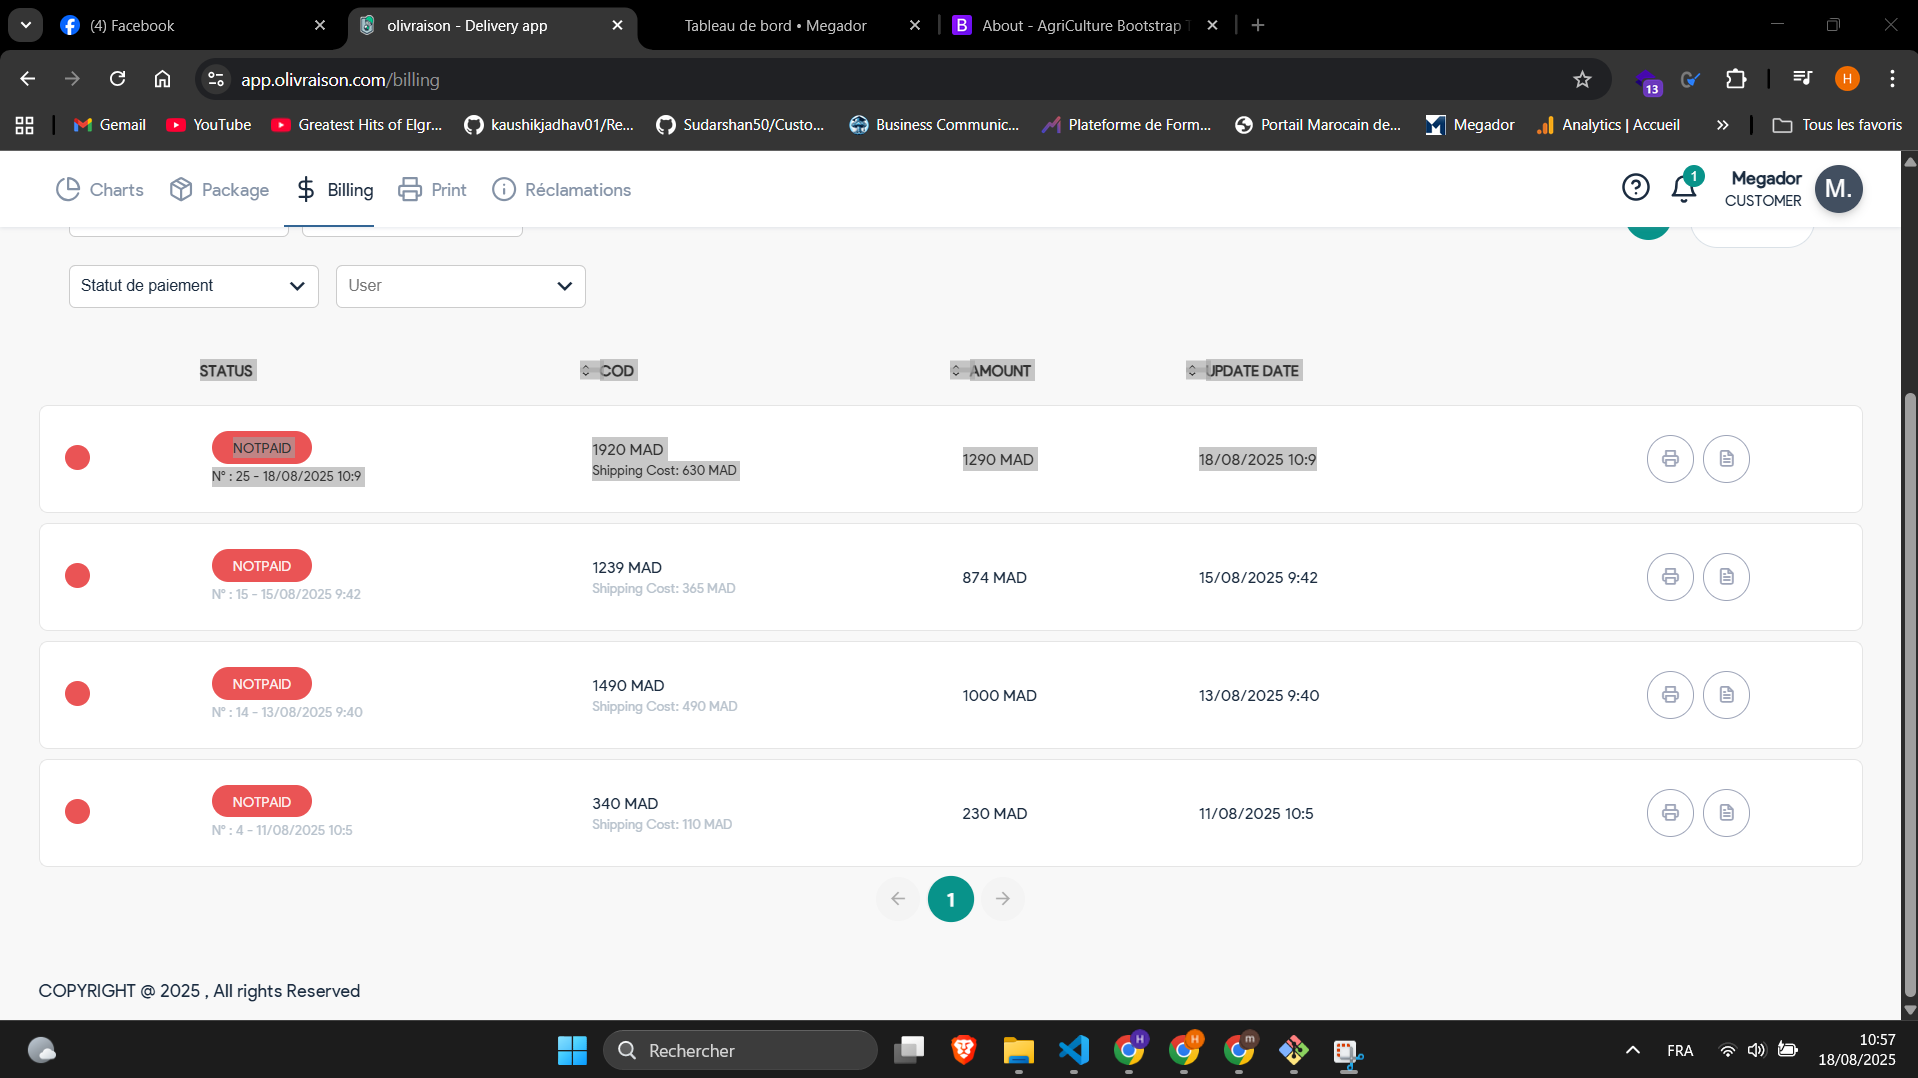 (4) Facebook
olivraison - Delivery app
Tableau de bord • Megador
About - AgriCulture Bootstrap
app.olivraison.com/billing
13
H
Gemail
YouTube
Greatest Hits of Elgr...
kaushikjadhav01/Re...
Sudarshan50/Custo...
Business Communic...
Plateforme de Form...
Portail Marocain de...
Megador
Analytics | Accueil
Tous les favoris
Charts
Package
Billing
Print
Réclamations
1
Megador
CUSTOMER
M.
Statut de paiement
User
STATUS
COD
AMOUNT
UPDATE DATE
NOTPAID
N° : 25 - 18/08/2025 10:9
1920 MAD
Shipping Cost: 630 MAD
1290 MAD
18/08/2025 10:9
NOTPAID
N° : 15 - 15/08/2025 9:42
1239 MAD
Shipping Cost: 365 MAD
874 MAD
15/08/2025 9:42
NOTPAID
N° : 14 - 13/08/2025 9:40
1490 MAD
Shipping Cost: 490 MAD
1000 MAD
13/08/2025 9:40
NOTPAID
N° : 4 - 11/08/2025 10:5
340 MAD
Shipping Cost: 110 MAD
230 MAD
11/08/2025 10:5
1
COPYRIGHT @ 2025 , All rights Reserved
Rechercher
H
H
m
FRA
10:57
18/08/2025